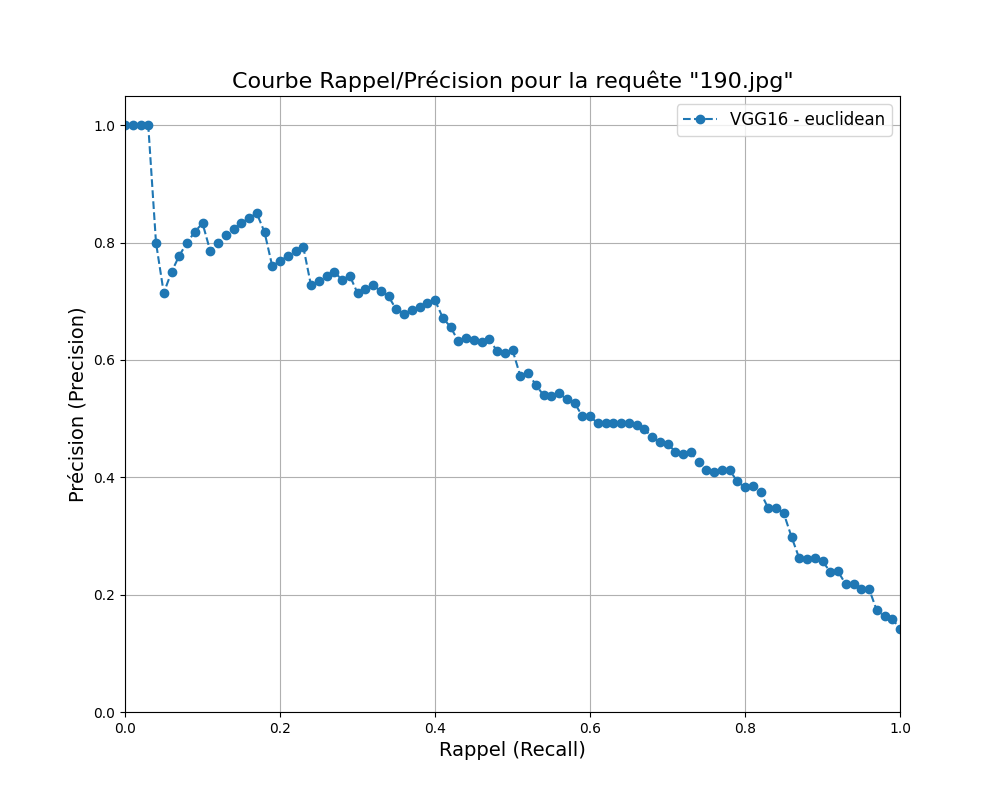 Courbe Rappel/Précision pour la requête "190.jpg"
VGG16 - euclidean
Précision (Precision)
1.0
0.8
0.6
0.4
0.2
0.0
0.0 0.2 0.4 0.6 0.8 1.0
Rappel (Recall)